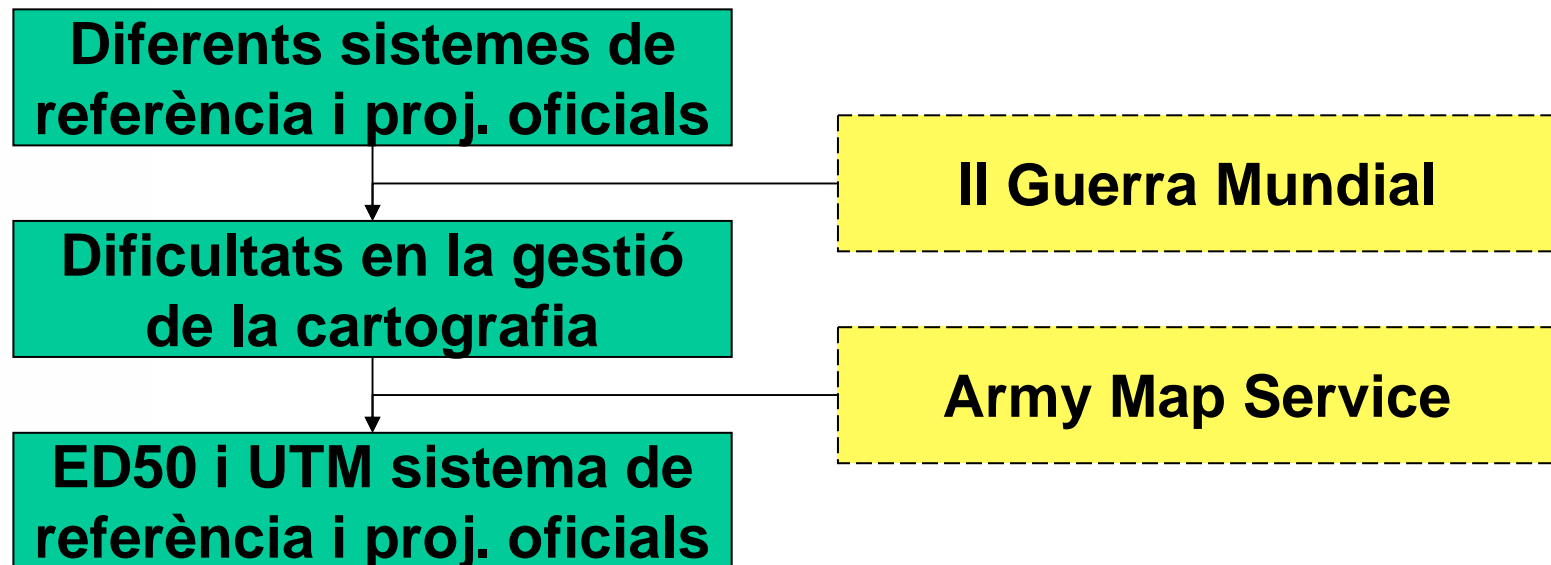 Diferents sistemes de
referència i proj. oficials
II Guerra Mundial
Dificultats en la gestió
de la cartografia
Army Map Service
ED50 i UTM sistema de
referència i proj. oficials